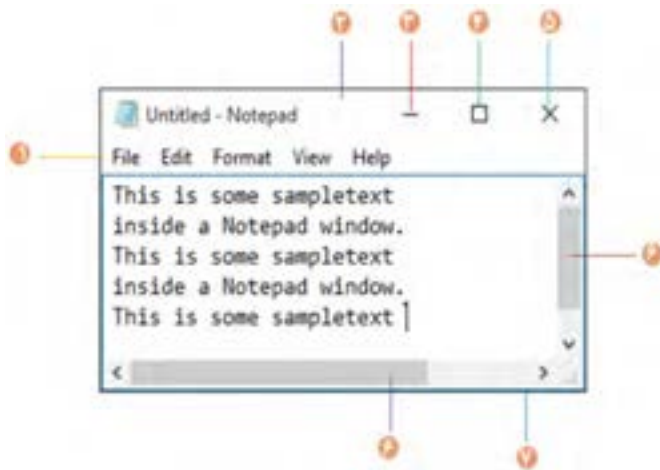 Untitled - Notepad
File Edit Format View Help
This is some sampletext
inside a Notepad window.
This is some sampletext
inside a Notepad window.
This is some sampletext